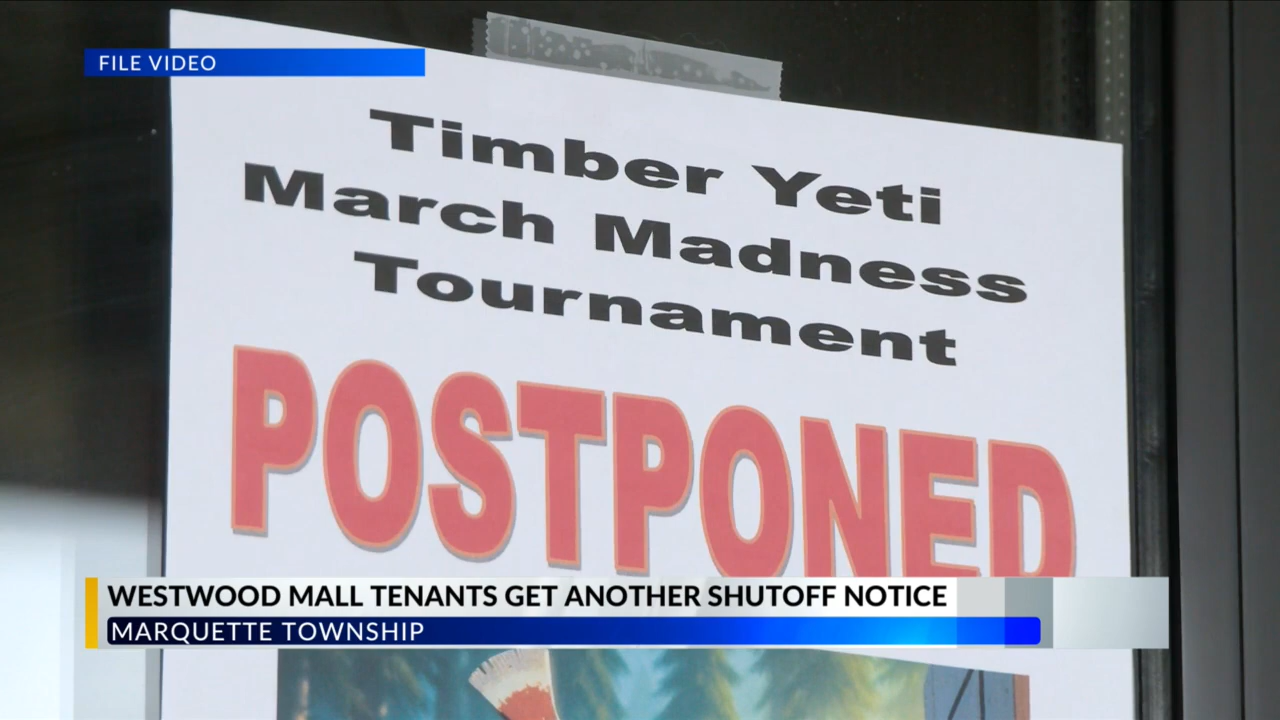 FILE VIDEO
Timber Yeti
March Madness
Tournament
POSTPONED
WESTWOOD MALL TENANTS GET ANOTHER SHUTOFF NOTICE
MARQUETTE TOWNSHIP